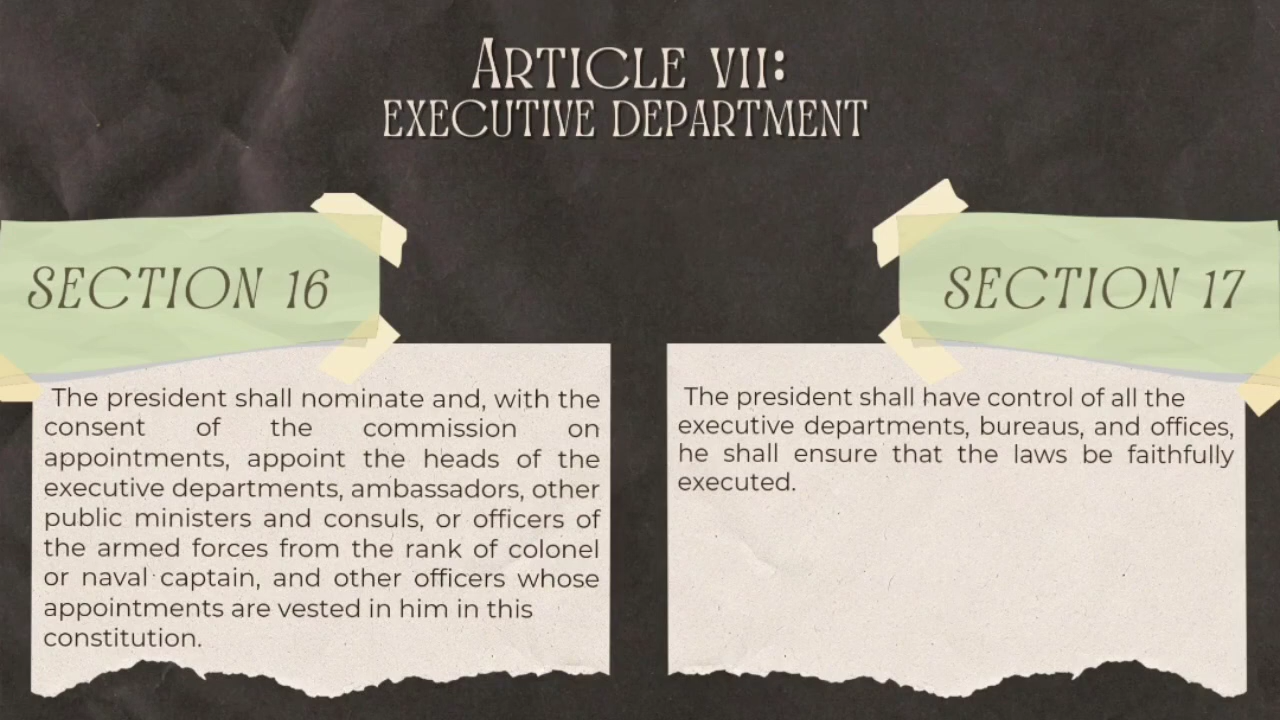 ARTICLE VII:
EXECUTIVE DEPARTMENT
SECTION 16
The president shall nominate and, with the
consent of the commission on
appointments, appoint the heads of the
executive departments, ambassadors, other
public ministers and consuls, or officers of
the armed forces from the rank of colonel
or naval captain, and other officers whose
appointments are vested in him in this
constitution.
SECTION 17
The president shall have control of all the
executive departments, bureaus, and offices,
he shall ensure that the laws be faithfully
executed.